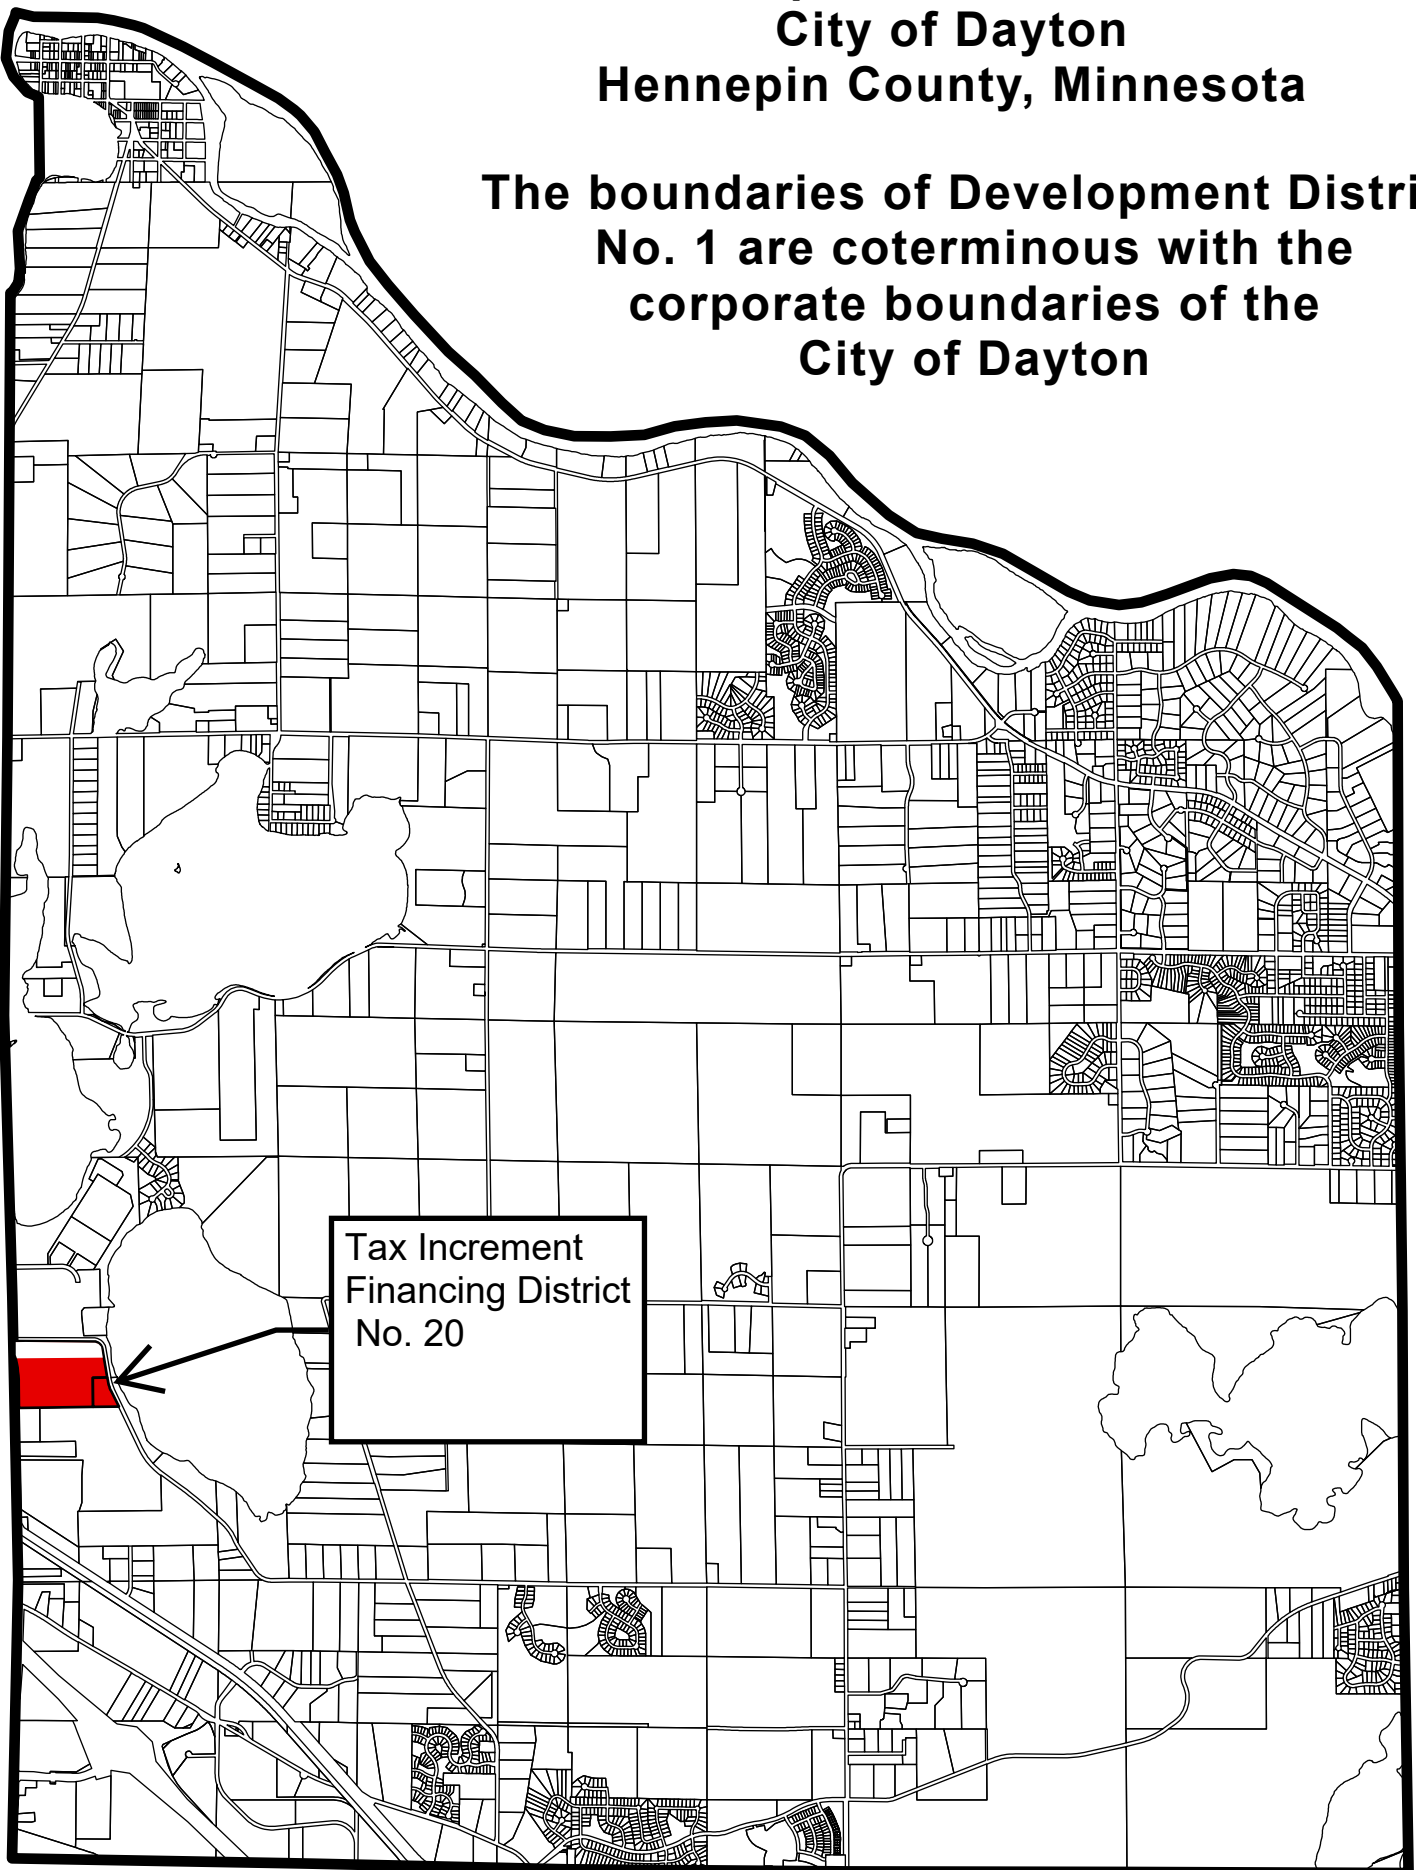 City of Dayton
Hennepin County, Minnesota
The boundaries of Development Distri
No. 1 are coterminous with the
corporate boundaries of the
City of Dayton
Tax Increment
Financing District
No. 20